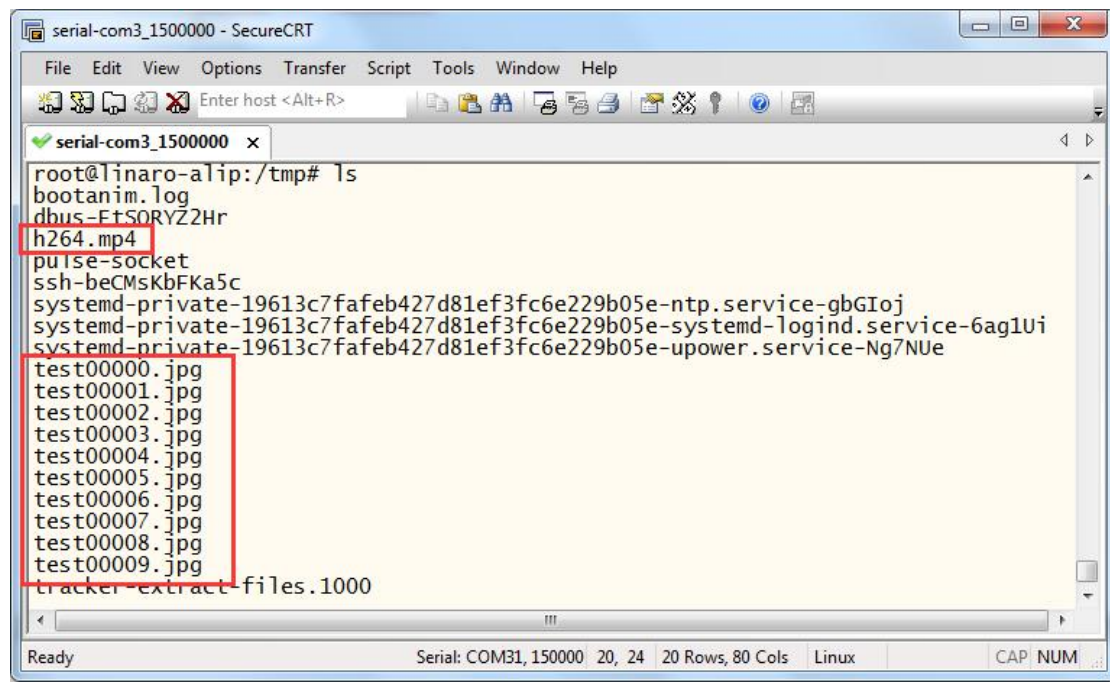 serial-com3_1500000 - SecureCRT
File Edit View Options Transfer Script Tools Window Help
Enter host <Alt+R>
serial-com3_1500000 x
root@linaro-alip:/tmp# ls
bootanim.log
dbus-EtSORYZ2Hr
h264.mp4
pulse-socket
ssh-beCMsKbFKa5c
systemd-private-19613c7fafeb427d81ef3fc6e229b05e-ntp.service-gbGIoj
systemd-private-19613c7fafeb427d81ef3fc6e229b05e-systemd-logind.service-6ag1Ui
systemd-private-19613c7fafeb427d81ef3fc6e229b05e-upower.service-Ng7NUe
test00000.jpg
test00001.jpg
test00002.jpg
test00003.jpg
test00004.jpg
test00005.jpg
test00006.jpg
test00007.jpg
test00008.jpg
test00009.jpg
tracker-extract-files.1000
Ready Serial: COM31, 150000 20, 24 20 Rows, 80 Cols Linux CAP NUM